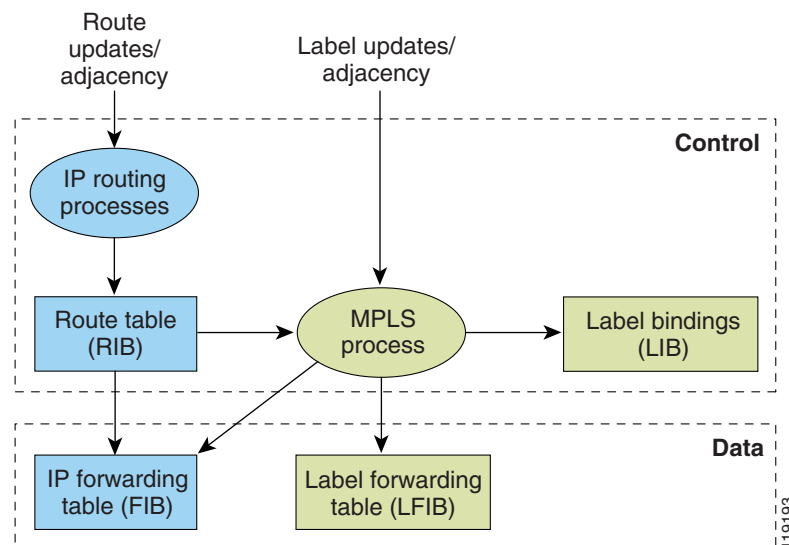 Route
updates/
adjacency
Label updates/
adjacency
Control
IP routing
processes
Route table
(RIB)
MPLS
process
Label bindings
(LIB)
Data
IP forwarding
table (FIB)
Label forwarding
table (LFIB)
119193